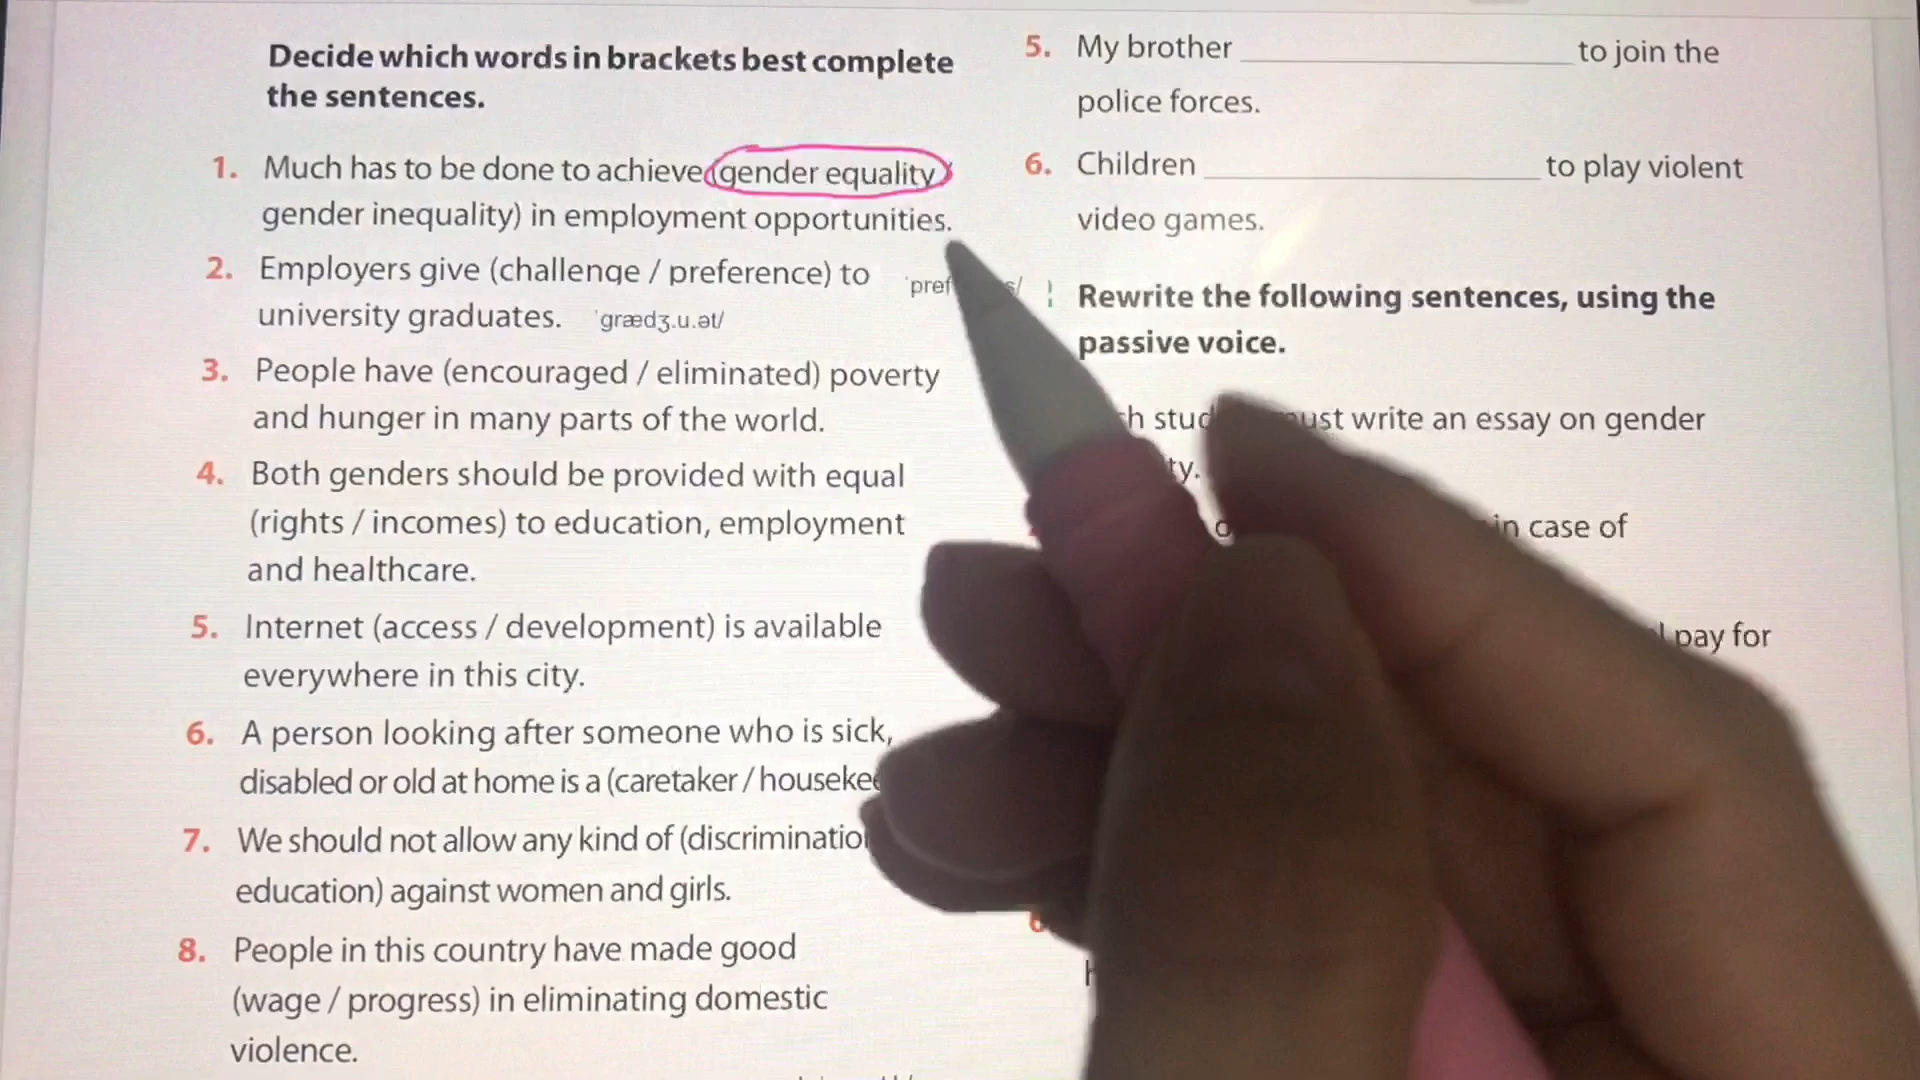 Decide which words in brackets best complete
the sentences.
1. Much has to be done to achieve (gender equality /
gender inequality) in employment opportunities.
2. Employers give (challenge / preference) to
university graduates. ˈɡrædʒ.u.ət/
3. People have (encouraged / eliminated) poverty
and hunger in many parts of the world.
4. Both genders should be provided with equal
(rights / incomes) to education, employment
and healthcare.
5. Internet (access / development) is available
everywhere in this city.
6. A person looking after someone who is sick,
disabled or old at home is a (caretaker /
7. We should not allow any kind of (discrimination
education) against women and girls.
8. People in this country have made good
(wage / progress) in eliminating domestic
violence.
5. My brother ____ to join the
police forces.
6. Children ____ to play violent
video games.
Rewrite the following sentences, using the
passive voice.
must write an essay on gender
in case of
pay for